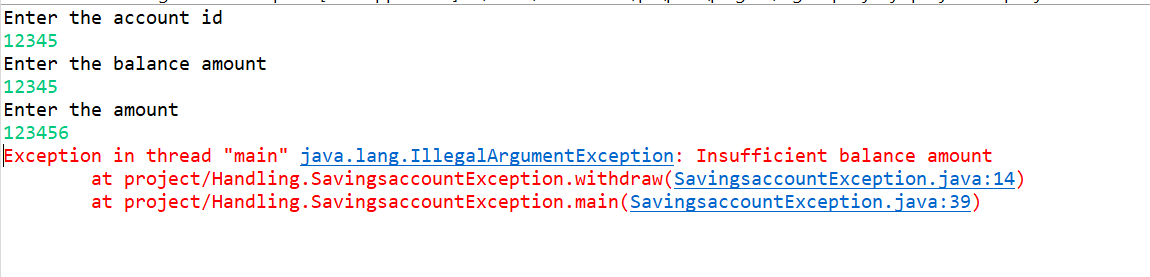 Enter the account id
12345
Enter the balance amount
12345
Enter the amount
123456
Exception in thread "main" java.lang.IllegalArgumentException: Insufficient balance amount
at project/Handling.SavingsaccountException.withdraw(SavingsaccountException.java:14)
at project/Handling.SavingsaccountException.main(SavingsaccountException.java:39)